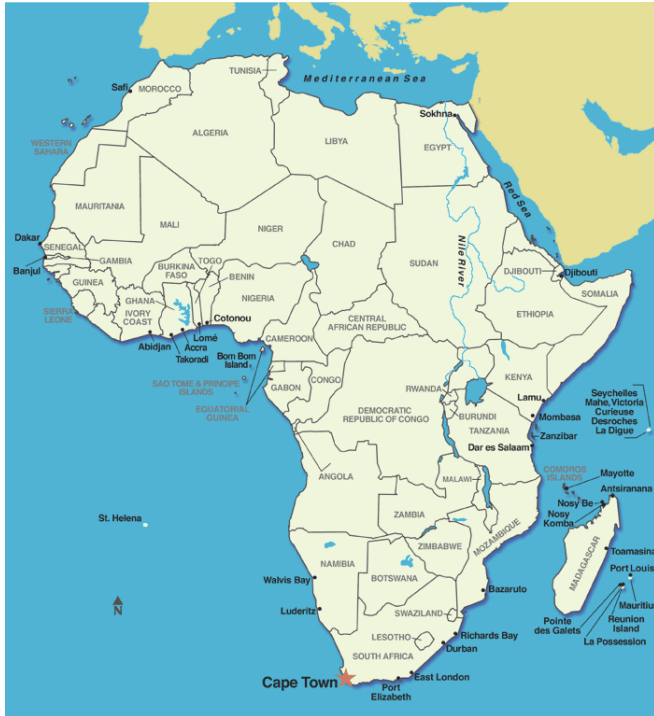 Mediterranean Sea
TUNISIA
MOROCCO
Safi
ALGERIA
LIBYA
Sokhna
EGYPT
WESTERN
SAHARA
Red Sea
MAURITANIA
MALI
NIGER
CHAD
SUDAN
Nile River
Dakar
SENEGAL
GAMBIA
Banjul
GUINEA
BURKINA
FASO
TOGO
BENIN
NIGERIA
DJIBOUTI
Djibouti
SOMALIA
ETHIOPIA
GHANA
IVORY
COAST
SIERRA
LEONE
Cotonou
Lomé
Accra
Takoradi
Abidjan
CENTRAL
AFRICAN REPUBLIC
CAMEROON
Bom Bom
Island
SAO TOME & PRINCIPE
ISLANDS
EQUATORIAL
GUINEA
GABON
CONGO
DEMOCRATIC
REPUBLIC OF CONGO
RWANDA
BURUNDI
KENYA
TANZANIA
Lamu
Mombasa
Zanzibar
Dar es Salaam
Seychelles
Mahe, Victoria
Curieuse
Desroches
La Digue
COMOROS
ISLANDS
Mayotte
Antsiranana
Nosy Be
Nosy
Komba
ANGOLA
MALAWI
ZAMBIA
St. Helena
ZIMBABWE
MOZAMBIQUE
MADAGASCAR
Toamasina
Port Louis
Mauritius
Reunion
Island
La Possession
Pointe
des Galets
NAMIBIA
BOTSWANA
Walvis Bay
Luderitz
Bazaruto
SWAZILAND
LESOTHO
SOUTH AFRICA
Richards Bay
Durban
East London
Port
Elizabeth
Cape Town
N